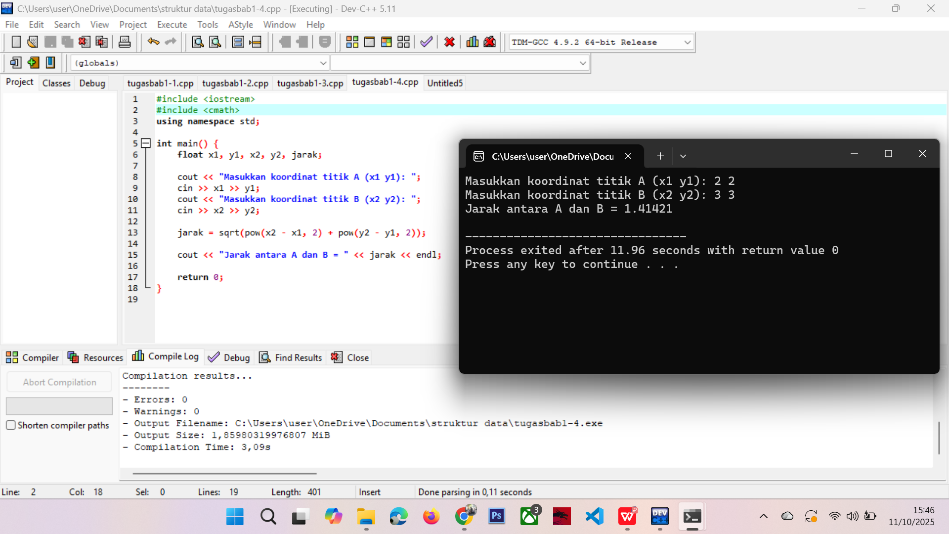 C:\Users\user\OneDrive\Documents\struktur data\tugasbab1-4.cpp - [Executing] - Dev-C++ 5.11
File Edit Search View Project Execute Tools AStyle Window Help
TDM-GCC 4.9.2 64-bit Release
(globals)
Project Classes Debug
tugasbab1-1.cpp tugasbab1-2.cpp tugasbab1-3.cpp tugasbab1-4.cpp Untitled5
1 #include <iostream>
2 #include <cmath>
3 using namespace std;
4
5 int main() {
6 float x1, y1, x2, y2, jarak;
7
8 cout << "Masukkan koordinat titik A (x1 y1): ";
9 cin >> x1 >> y1;
10 cout << "Masukkan koordinat titik B (x2 y2): ";
11 cin >> x2 >> y2;
12
13 jarak = sqrt(pow(x2 - x1, 2) + pow(y2 - y1, 2));
14
15 cout << "Jarak antara A dan B = " << jarak << endl;
16
17 return 0;
18 }
19
C:\Users\user\OneDrive\Docu
Masukkan koordinat titik A (x1 y1): 2 2
Masukkan koordinat titik B (x2 y2): 3 3
Jarak antara A dan B = 1.41421
--------------------------------
Process exited after 11.96 seconds with return value 0
Press any key to continue . . .
Compiler Resources Compile Log Debug Find Results Close
Abort Compilation
Shorten compiler paths
Compilation results...
--------
- Errors: 0
- Warnings: 0
- Output Filename: C:\Users\user\OneDrive\Documents\struktur data\tugasbab1-4.exe
- Output Size: 1,85980319976807 MiB
- Compilation Time: 3,09s
Line: 2 Col: 18 Sel: 0 Lines: 19 Length: 401 Insert Done parsing in 0,11 seconds
Ps
3
W
DEV
15:46
11/10/2025